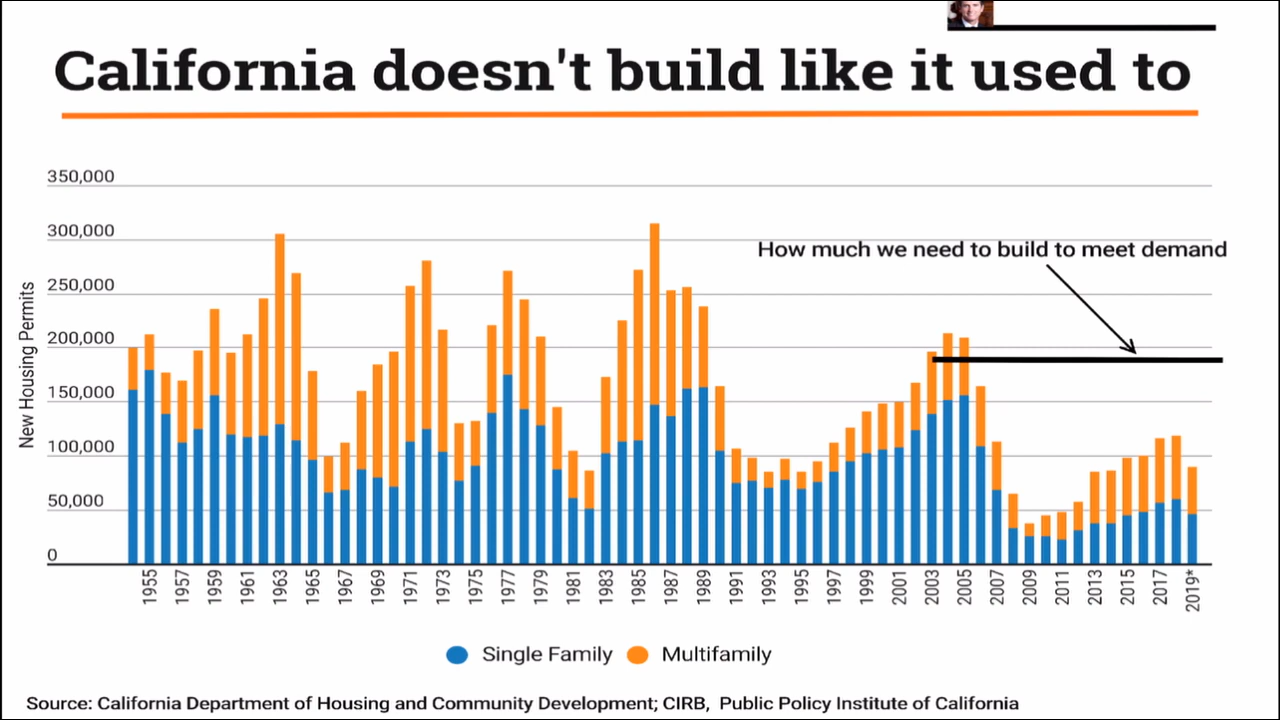 California doesn't build like it used to
350,000
300,000
How much we need to build to meet demand
250,000
200,000
150,000
100,000
50,000
0
New Housing Permits
1955 1957 1959 1961 1963 1965 1967 1969 1971 1973 1975 1977 1979 1981 1983 1985 1987 1989 1991 1993 1995 1997 1999 2001 2003 2005 2007 2009 2011 2013 2015 2017 2019*
Single Family Multifamily
Source: California Department of Housing and Community Development; CIRB, Public Policy Institute of California